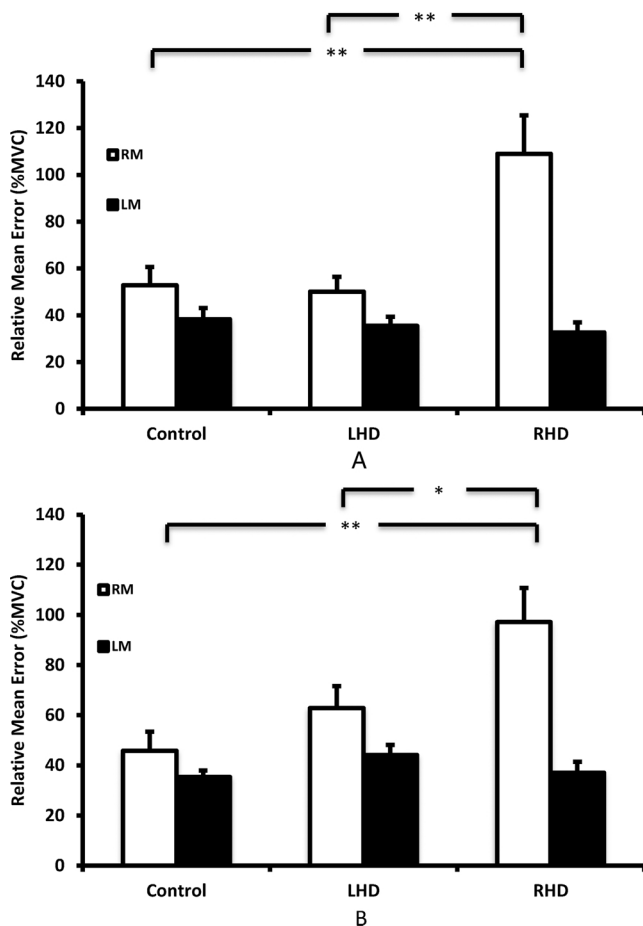 **
**
140
120
RM
100
LM
80
60
40
20
0
Relative Mean Error (%MVC)
Control LHD RHD
A
*
**
140
120
RM
100
LM
80
60
40
20
0
Relative Mean Error (%MVC)
Control LHD RHD
B